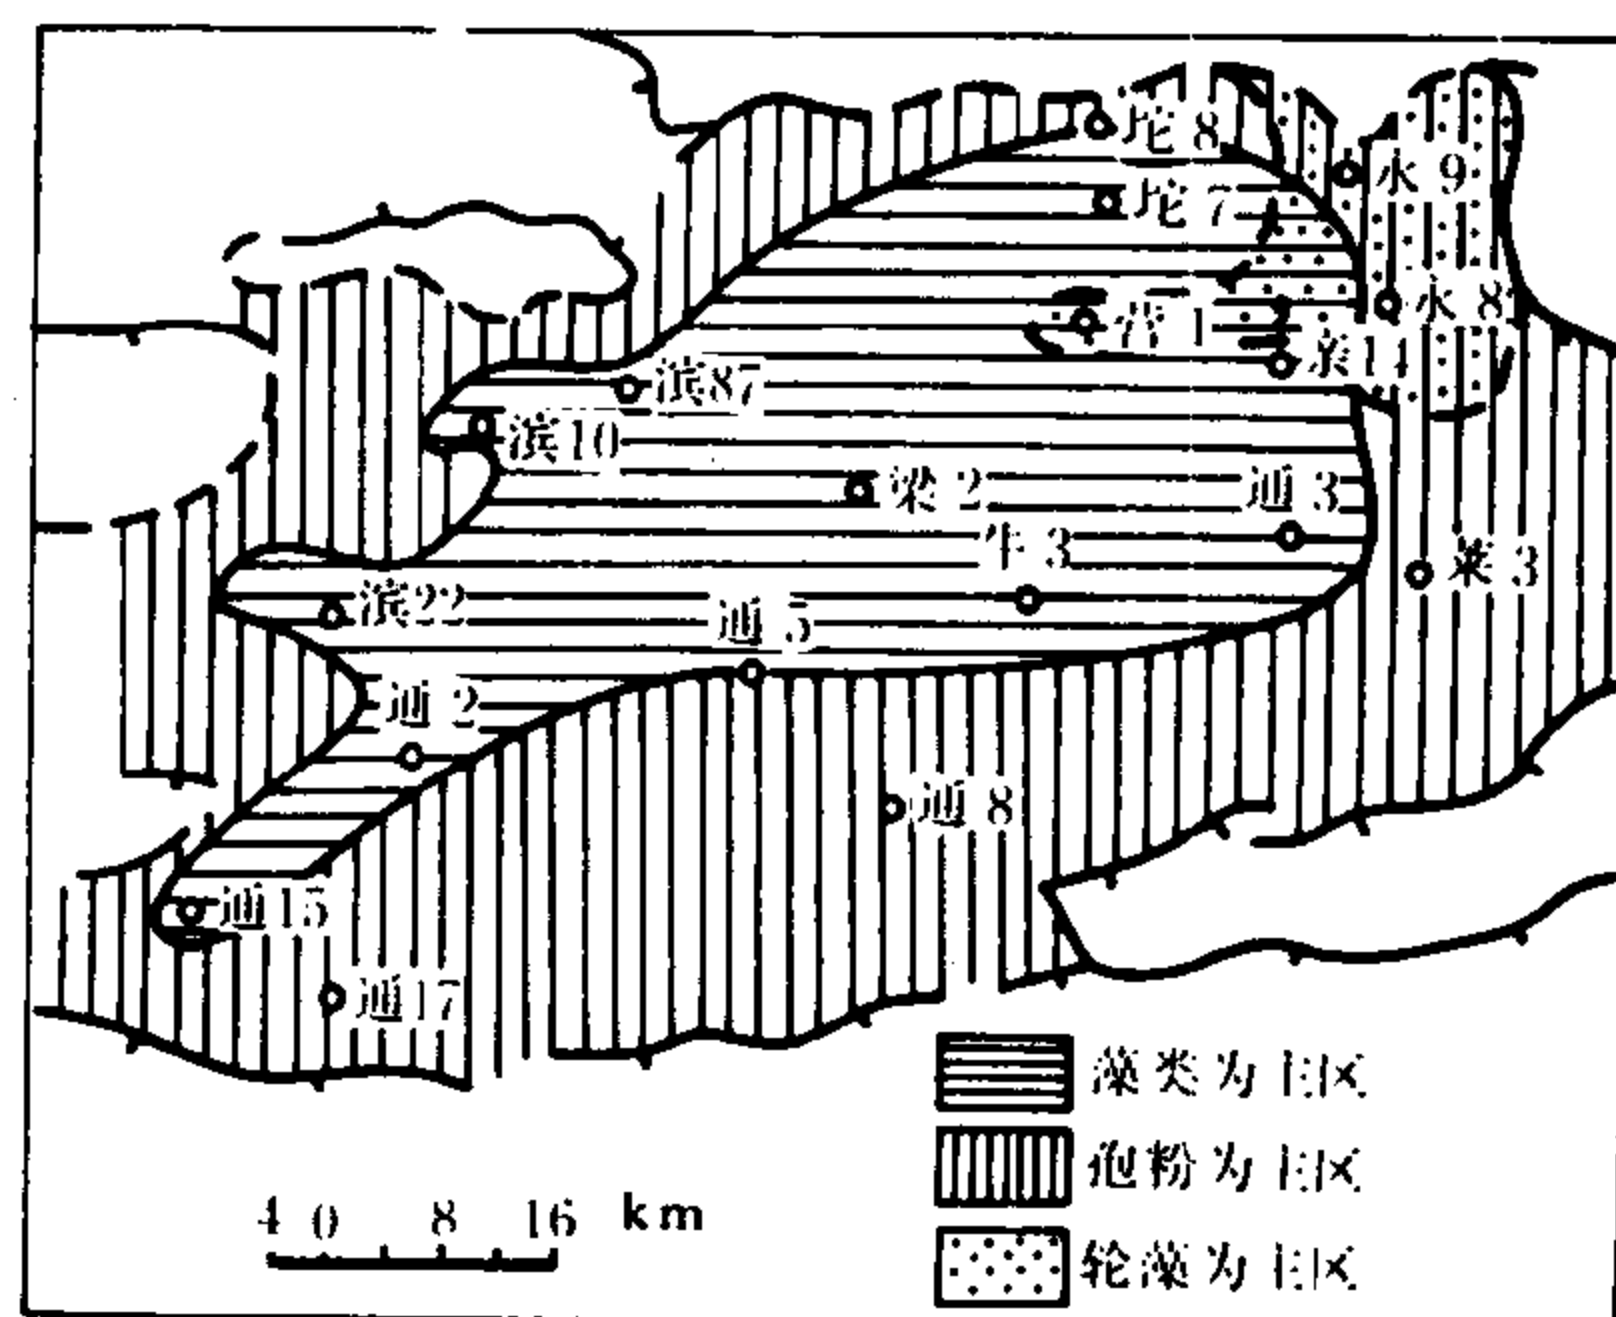 坨 8
永 9
坨 7
永 8
营 1
滨87
滨10
梁 2
通 3
牛 3
莱 3
滨22
通 5
通 2
通 8
通15
通17
藻类为主区
孢粉为主区
轮藻为主区
4 0 8 16 km